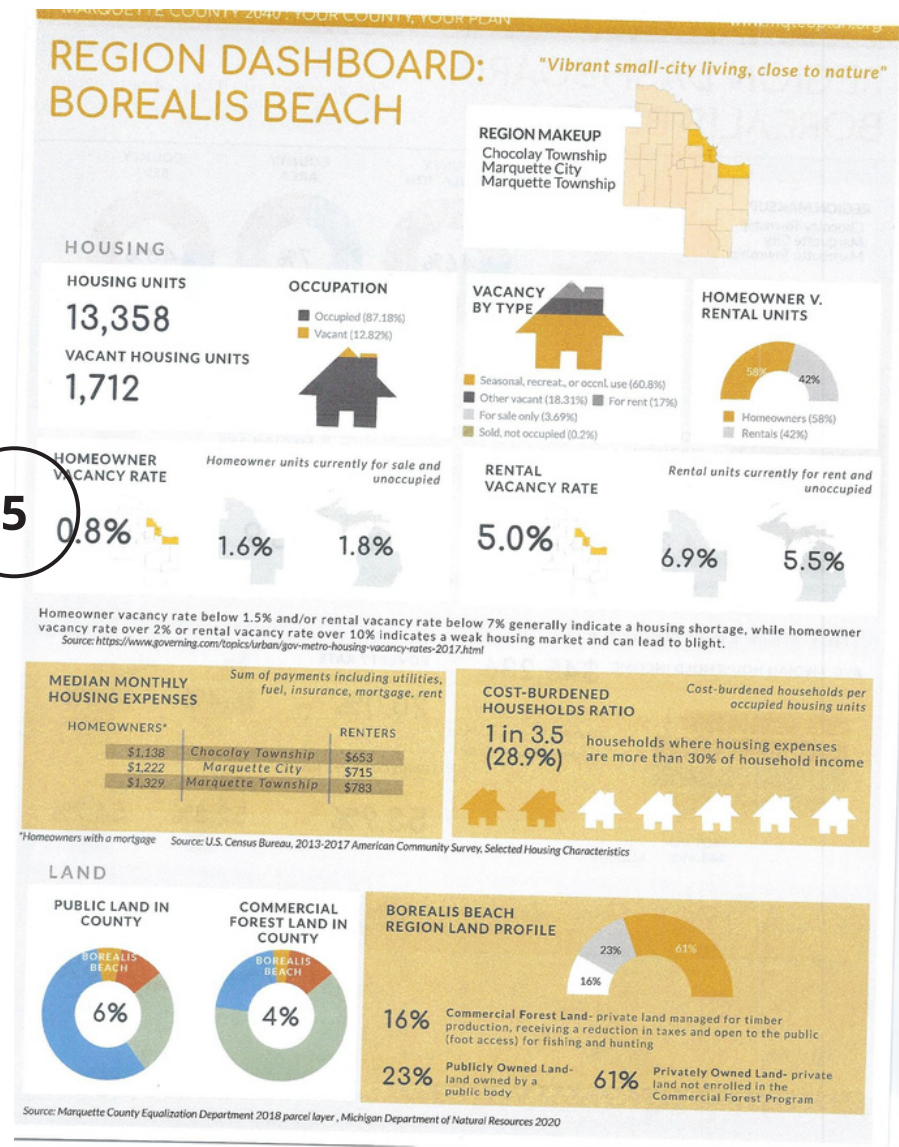 MARQUETTE COUNTY 2040 : YOUR COUNTY, YOUR PLAN
REGION DASHBOARD:
BOREALIS BEACH
"Vibrant small-city living, close to nature"
REGION MAKEUP
Chocolay Township
Marquette City
Marquette Township
HOUSING
HOUSING UNITS
13,358
VACANT HOUSING UNITS
1,712
OCCUPATION
Occupied (87.18%)
Vacant (12.82%)
VACANCY
BY TYPE
Seasonal, recreat., or occnl. use (60.8%)
Other vacant (18.31%) For rent (17%)
For sale only (3.69%)
Sold, not occupied (0.2%)
HOMEOWNER V.
RENTAL UNITS
58%
42%
Homeowners (58%)
Rentals (42%)
5
HOMEOWNER
VACANCY RATE
Homeowner units currently for sale and
unoccupied
0.8%
1.6%
1.8%
RENTAL
VACANCY RATE
Rental units currently for rent and
unoccupied
5.0%
6.9%
5.5%
Homeowner vacancy rate below 1.5% and/or rental vacancy rate below 7% generally indicate a housing shortage, while homeowner
vacancy rate over 2% or rental vacancy rate over 10% indicates a weak housing market and can lead to blight.
Source: https://www.governing.com/topics/urban/gov-metro-housing-vacancy-rates-2017.html
MEDIAN MONTHLY
HOUSING EXPENSES
Sum of payments including utilities,
fuel, insurance, mortgage, rent
HOMEOWNERS*
RENTERS
$1,138 Chocolay Township $653
$1,222 Marquette City $715
$1,329 Marquette Township $783
COST-BURDENED
HOUSEHOLDS RATIO
Cost-burdened households per
occupied housing units
1 in 3.5
(28.9%)
households where housing expenses
are more than 30% of household income
*Homeowners with a mortgage Source: U.S. Census Bureau, 2013-2017 American Community Survey, Selected Housing Characteristics
LAND
PUBLIC LAND IN
COUNTY
BOREALIS
BEACH
6%
COMMERCIAL
FOREST LAND IN
COUNTY
BOREALIS
BEACH
4%
BOREALIS BEACH
REGION LAND PROFILE
16%
23%
61%
16% Commercial Forest Land- private land managed for timber
production, receiving a reduction in taxes and open to the public
(foot access) for fishing and hunting
23% Publicly Owned Land-
land owned by a
public body
61% Privately Owned Land- private
land not enrolled in the
Commercial Forest Program
Source: Marquette County Equalization Department 2018 parcel layer , Michigan Department of Natural Resources 2020